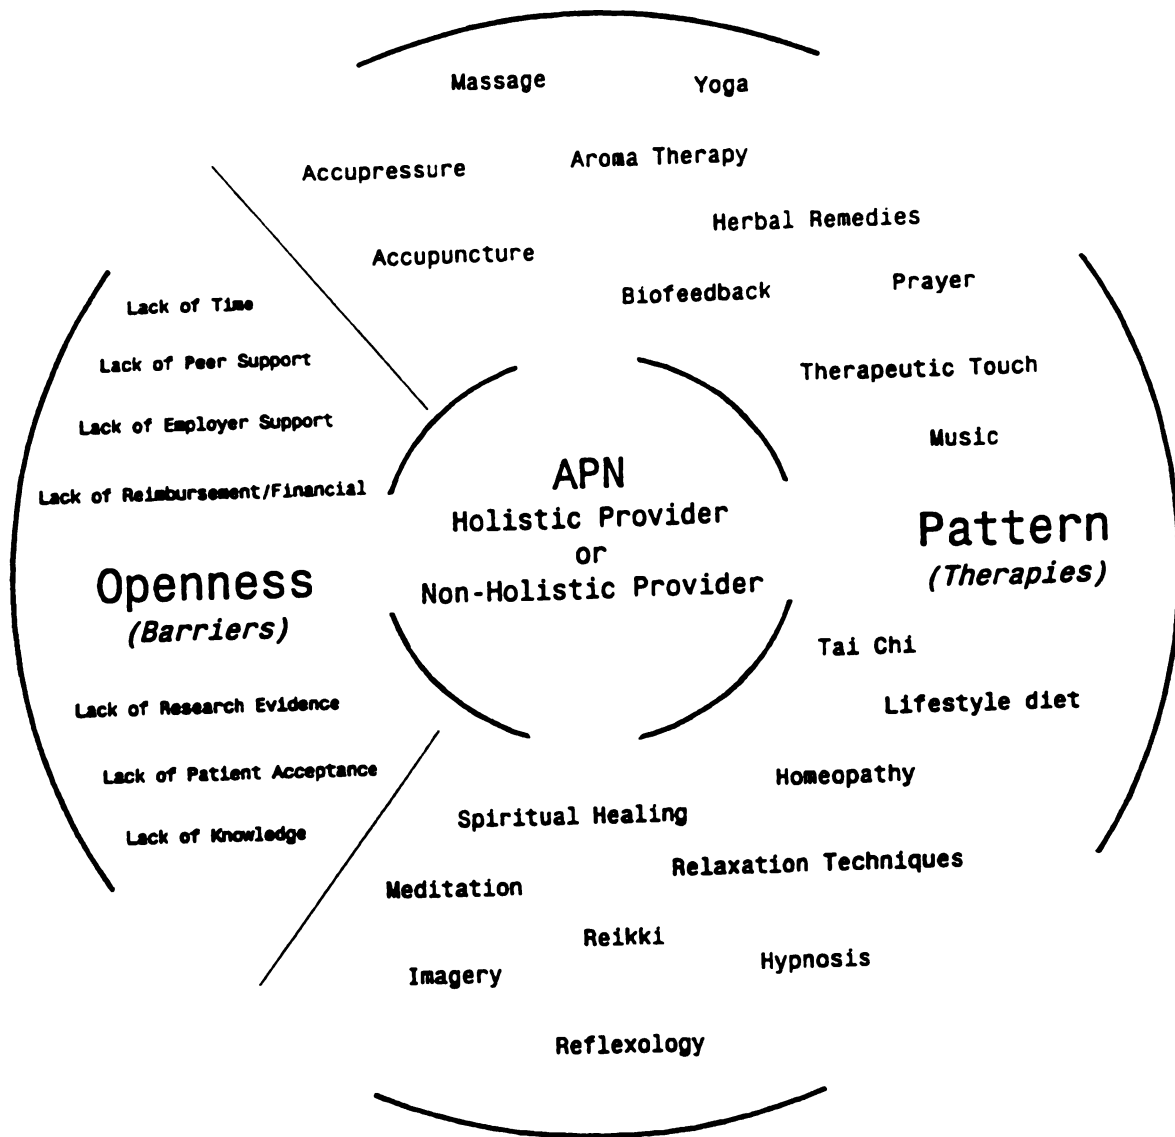 Massage
Yoga
Accupressure
Aroma Therapy
Herbal Remedies
Accupuncture
Biofeedback
Prayer
Lack of Time
Lack of Peer Support
Therapeutic Touch
Lack of Employer Support
Music
Lack of Reimbursement/Financial
APN
Holistic Provider
or
Non-Holistic Provider
Pattern
(Therapies)
Openness
(Barriers)
Tai Chi
Lack of Research Evidence
Lifestyle diet
Lack of Patient Acceptance
Homeopathy
Lack of Knowledge
Spiritual Healing
Relaxation Techniques
Meditation
Reikki
Imagery
Hypnosis
Reflexology